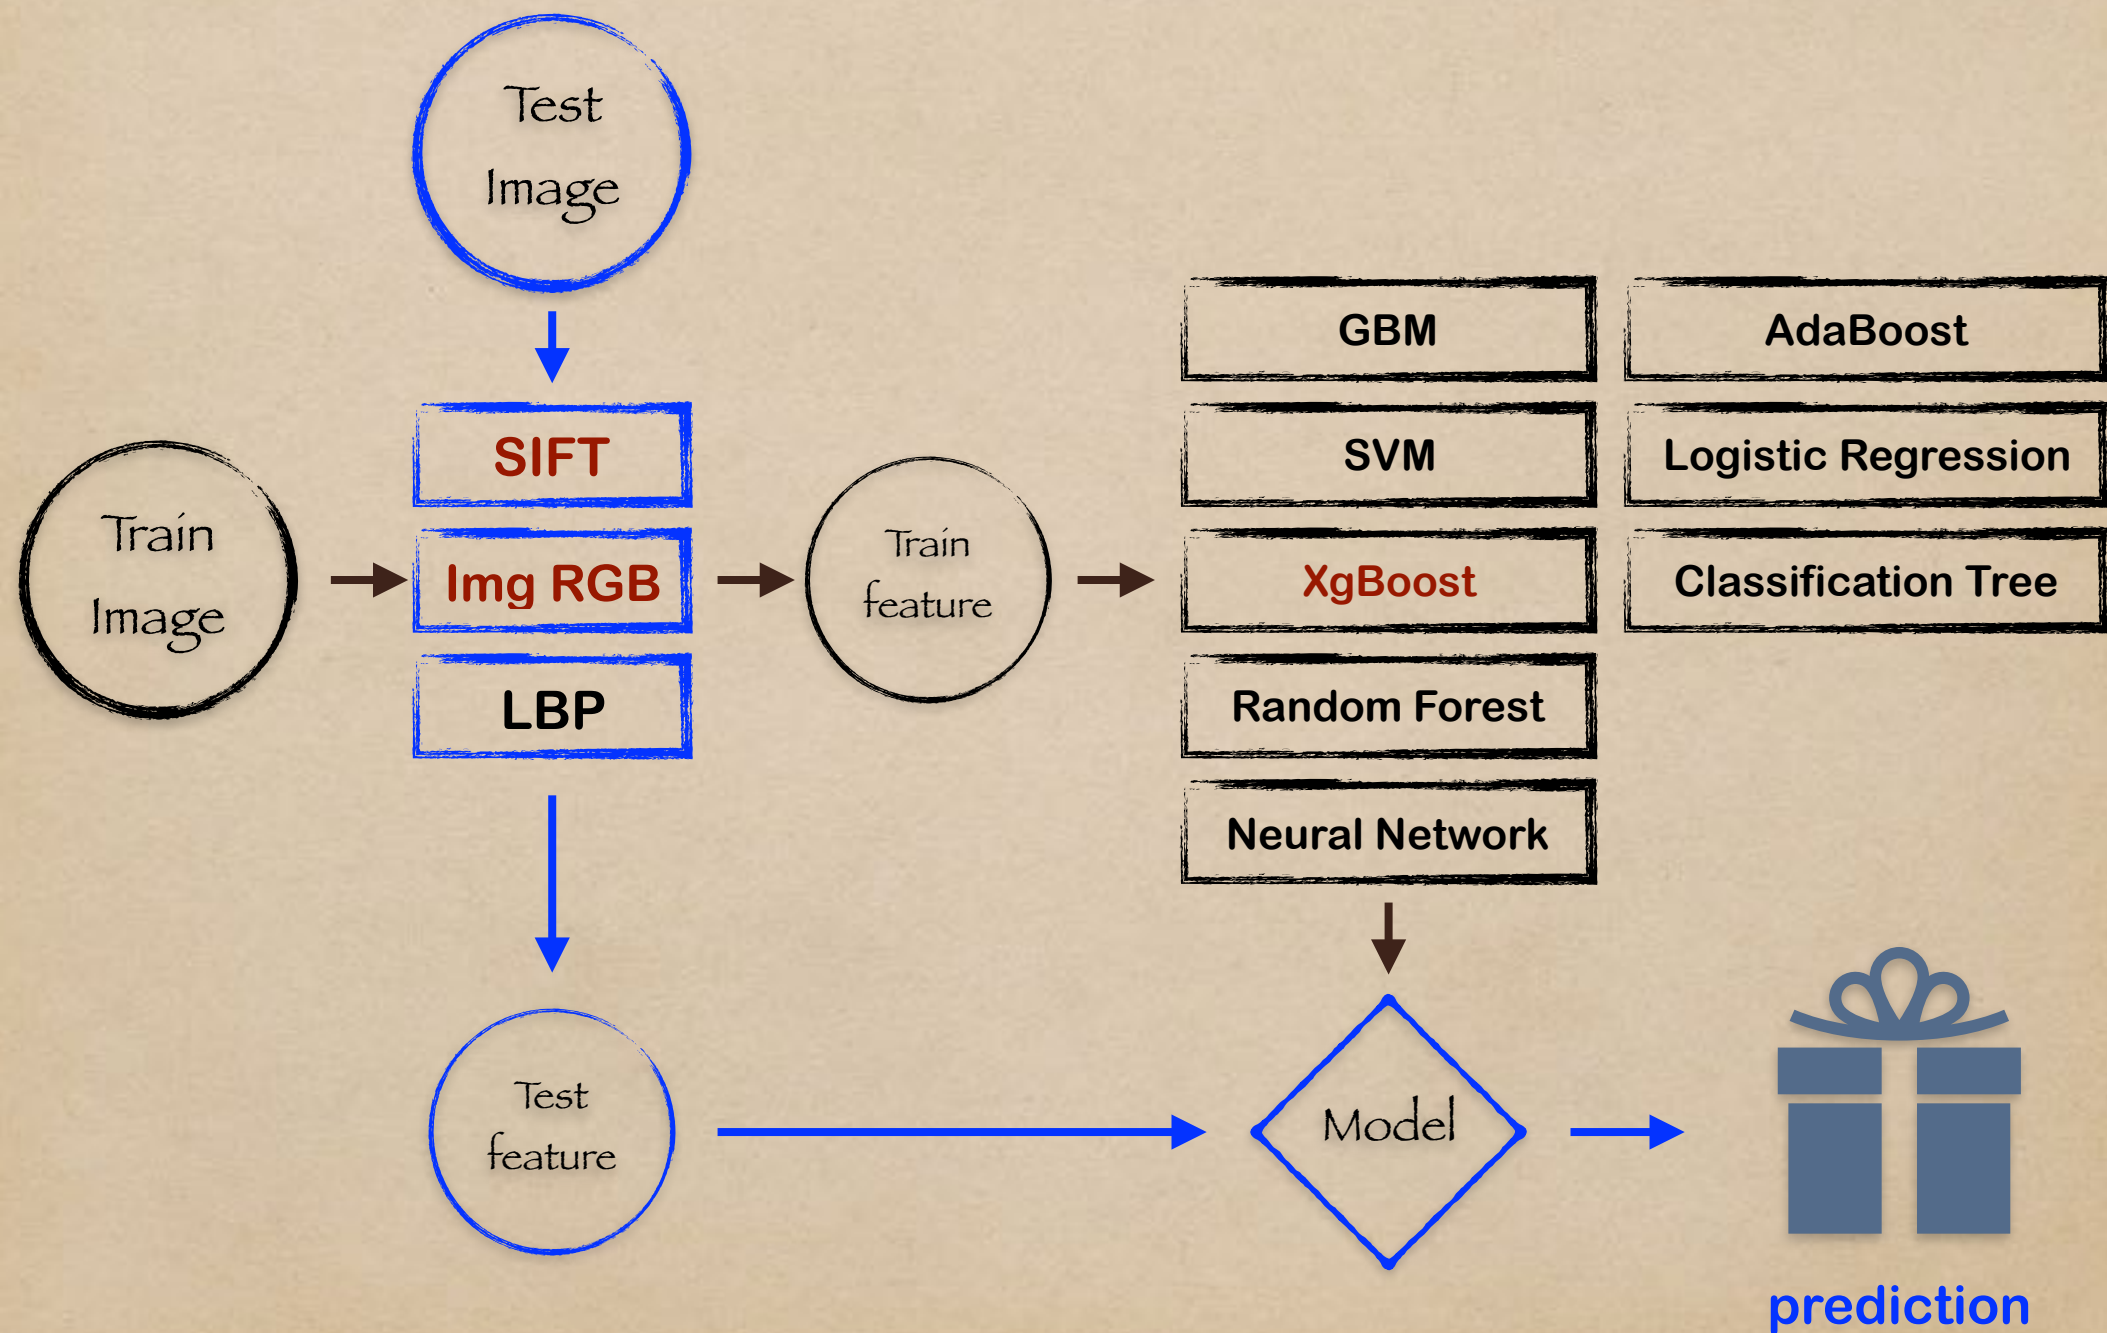 Test
Image
SIFT
Img RGB
LBP
Train
Image
Train
feature
GBM
AdaBoost
SVM
Logistic Regression
XgBoost
Classification Tree
Random Forest
Neural Network
Test
feature
Model
prediction